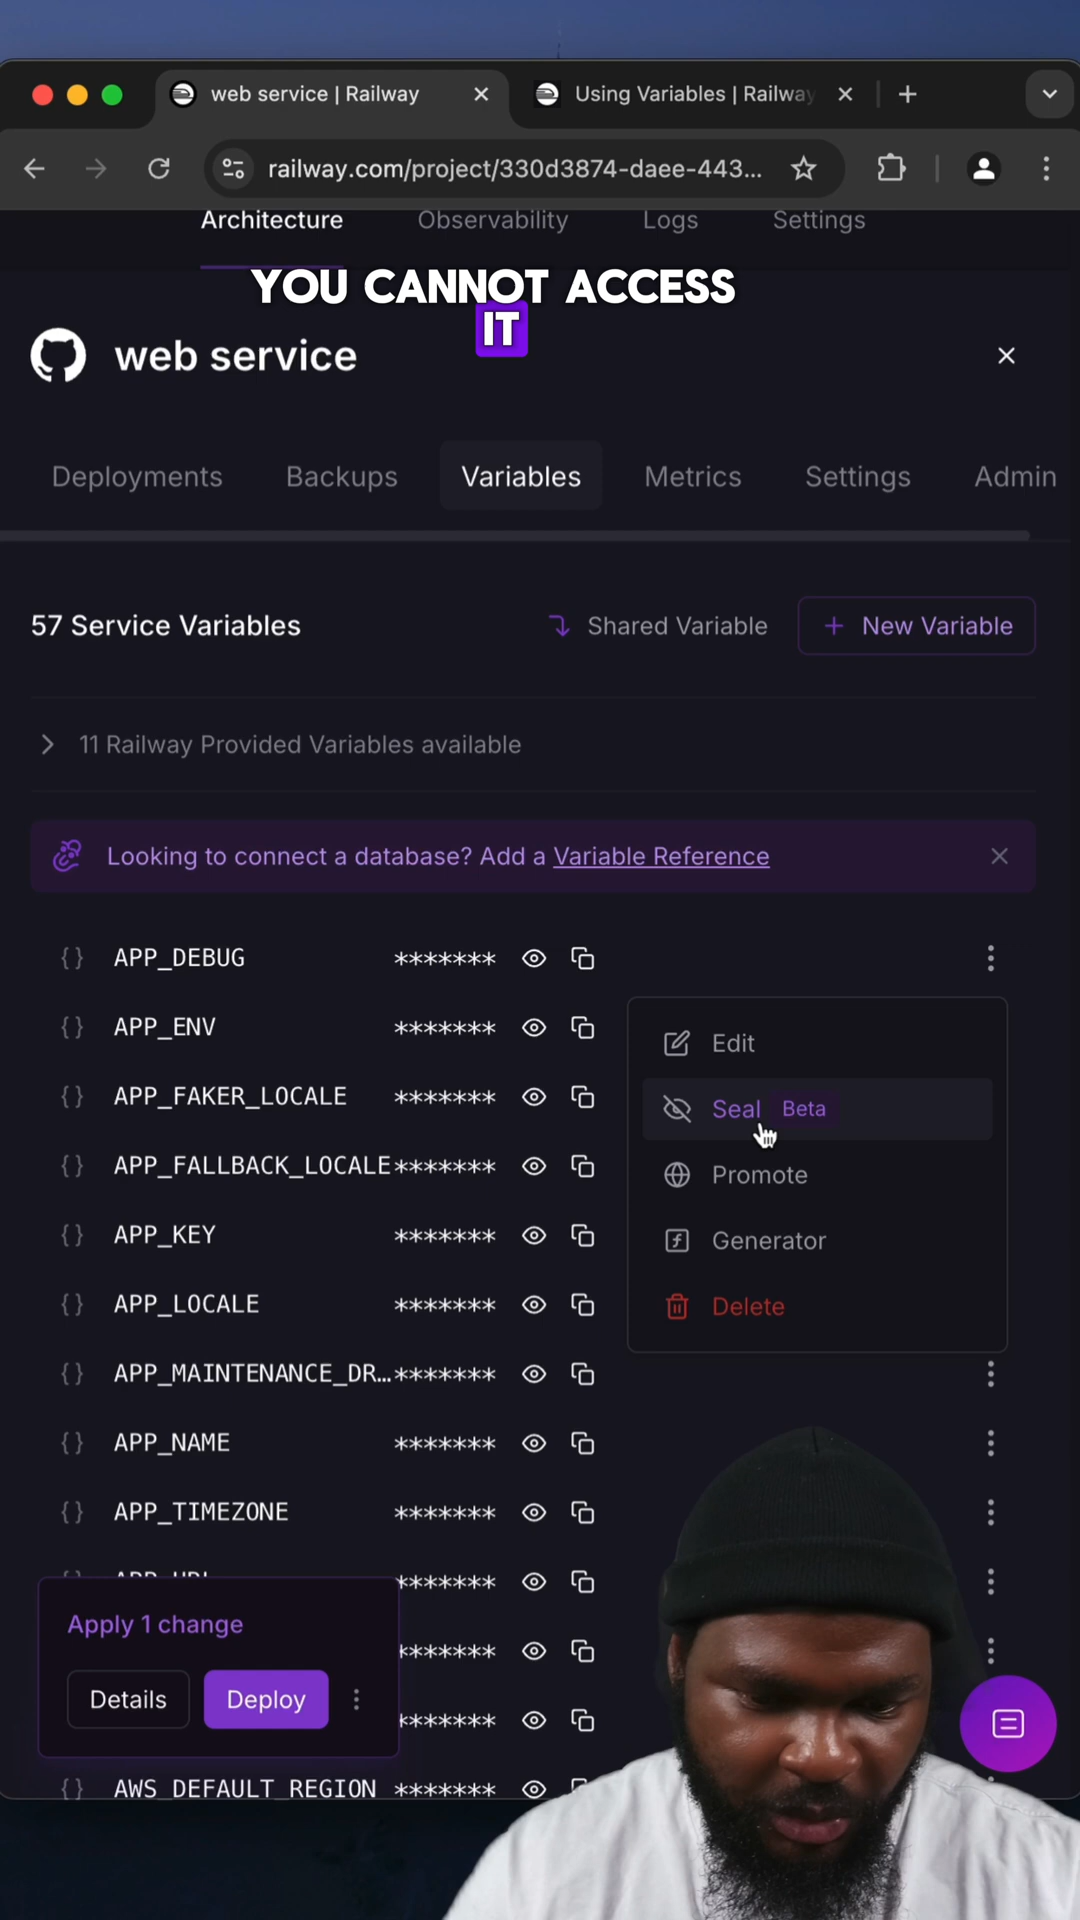 web service | Railway
Using Variables | Railway
railway.com/project/330d3874-daee-443...
Architecture
Observability
Logs
Settings
YOU CANNOT ACCESS
IT
web service
Deployments
Backups
Variables
Metrics
Settings
Admin
57 Service Variables
Shared Variable
+ New Variable
11 Railway Provided Variables available
Looking to connect a database? Add a Variable Reference
{} APP_DEBUG *******
{} APP_ENV *******
Edit
{} APP_FAKER_LOCALE *******
Seal Beta
{} APP_FALLBACK_LOCALE *******
Promote
{} APP_KEY *******
Generator
{} APP_LOCALE *******
Delete
{} APP_MAINTENANCE_DR... *******
{} APP_NAME *******
{} APP_TIMEZONE *******
*******
Apply 1 change
*******
Details
Deploy
*******
{} AWS_DEFAULT_REGION *******